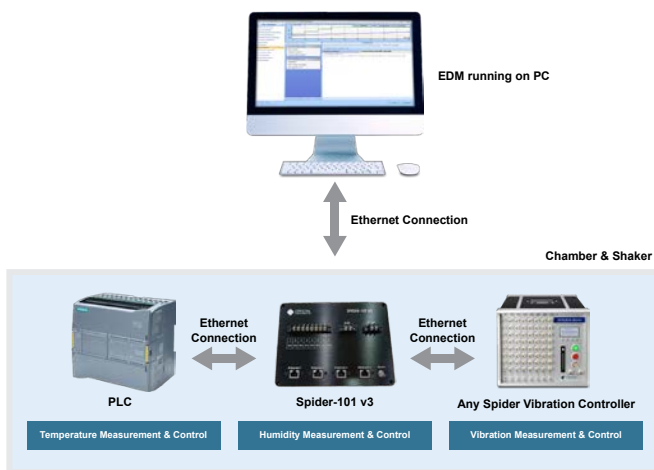 EDM running on PC
Ethernet Connection
Chamber & Shaker
Ethernet
Connection
Ethernet
Connection
PLC
Spider-101 v3
Any Spider Vibration Controller
Temperature Measurement & Control
Humidity Measurement & Control
Vibration Measurement & Control